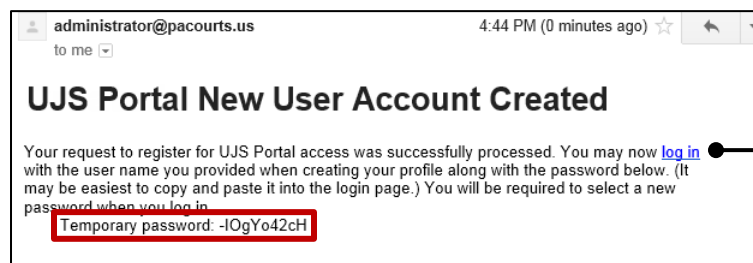 administrator@pacourts.us
4:44 PM (0 minutes ago)
to me
UJS Portal New User Account Created
Your request to register for UJS Portal access was successfully processed. You may now log in
with the user name you provided when creating your profile along with the password below. (It
may be easiest to copy and paste it into the login page.) You will be required to select a new
password when you log in.
Temporary password: -IOgYo42cH